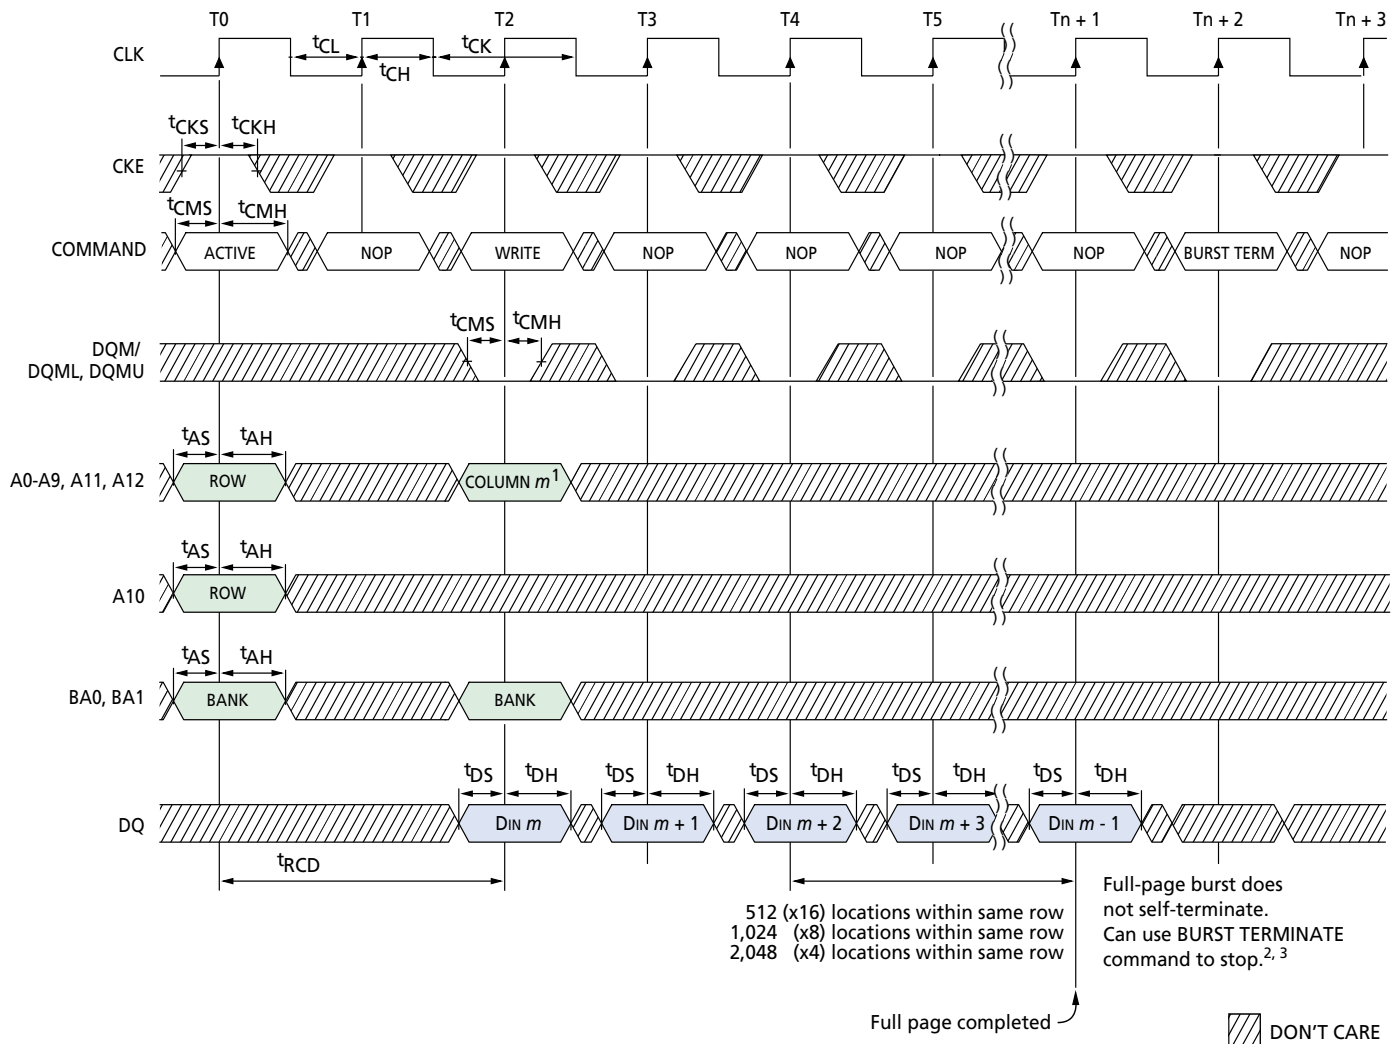 T0 T1 T2 T3 T4 T5 Tn + 1 Tn + 2 Tn + 3
CLK
tCL tCK
tCH
tCKS tCKH
CKE
tCMS tCMH
COMMAND ACTIVE NOP WRITE NOP NOP NOP NOP BURST TERM NOP
tCMS tCMH
DQM/
DQML, DQMU
tAS tAH
A0-A9, A11, A12 ROW COLUMN m1
tAS tAH
A10 ROW
tAS tAH
BA0, BA1 BANK BANK
tDS tDH tDS tDH tDS tDH tDS tDH tDS tDH
DQ DIN m DIN m + 1 DIN m + 2 DIN m + 3 DIN m - 1
tRCD
512 (x16) locations within same row
1,024 (x8) locations within same row
2,048 (x4) locations within same row
Full-page burst does
not self-terminate.
Can use BURST TERMINATE
command to stop.2, 3
Full page completed
DON'T CARE